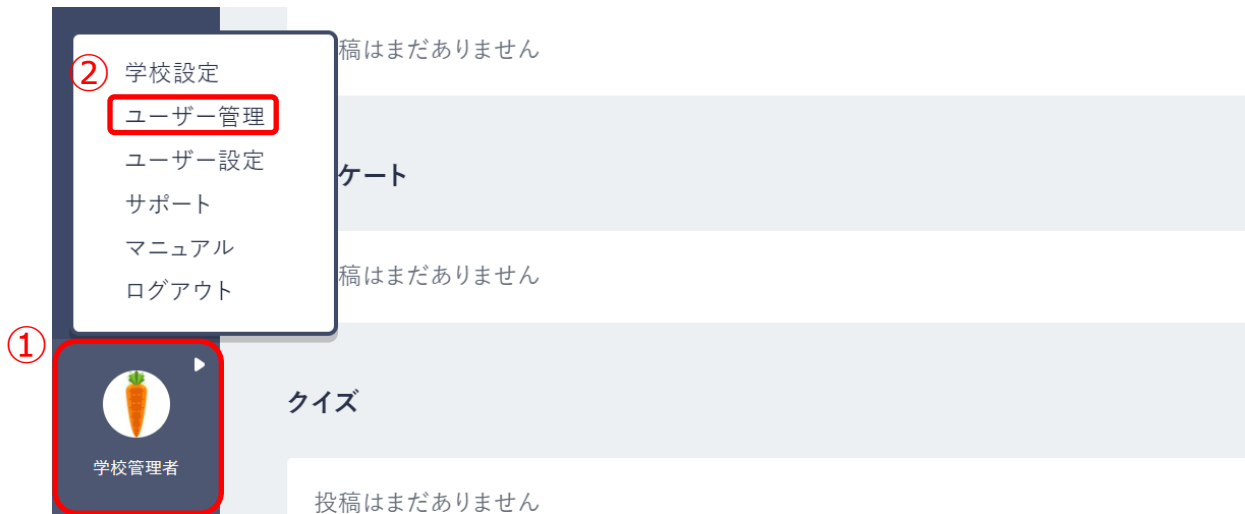 ②
学校設定
ユーザー管理
ユーザー設定
サポート
マニュアル
ログアウト
①
学校管理者
稿はまだありません
ケート
稿はまだありません
クイズ
投稿はまだありません